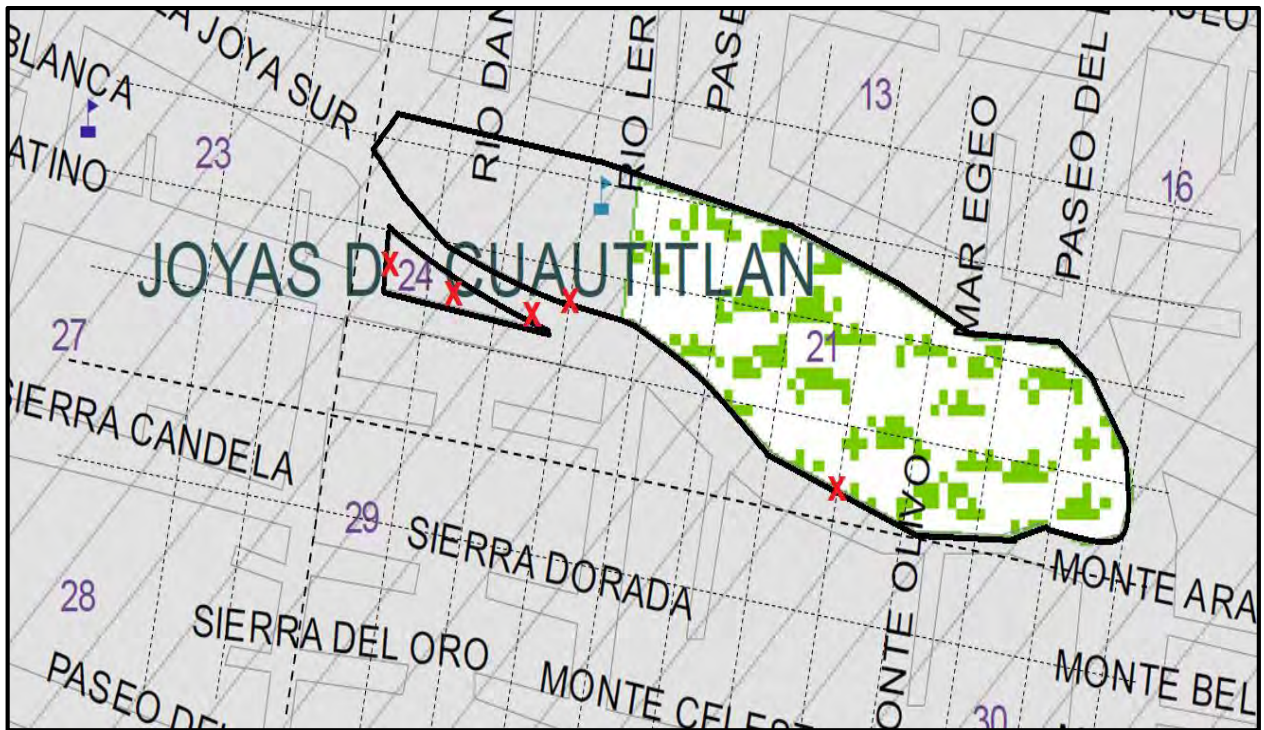 LA JOYA SUR
BLANCA
ATINO
23
RIO DAN
RIO LER
PASE
13
MAR EGEO
PASEO DEL
ASEO
16
JOYAS D CUAUTITLAN
X
24
X
X
X
21
27
SIERRA CANDELA
X
29
SIERRA DORADA
MONTE OLIVO
28
SIERRA DEL ORO
MONTE ARA
MONTE BEL
PASEO DEL
MONTE CELEST
30